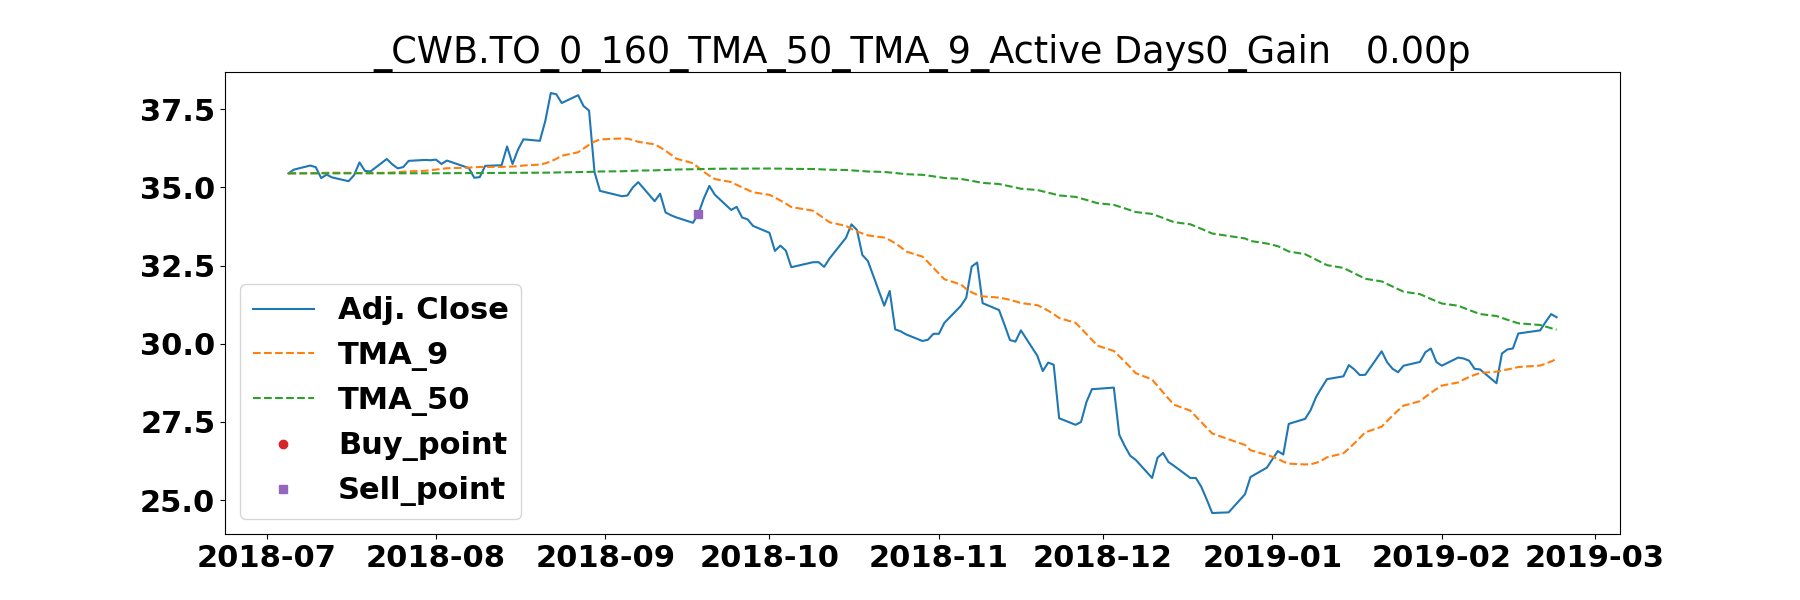 _CWB.TO_0_160_TMA_50_TMA_9_Active Days0_Gain   0.00p
37.5
35.0
32.5
30.0
27.5
25.0
Adj. Close
TMA_9
TMA_50
Buy_point
Sell_point
2018-07 2018-08 2018-09 2018-10 2018-11 2018-12 2019-01 2019-02 2019-03